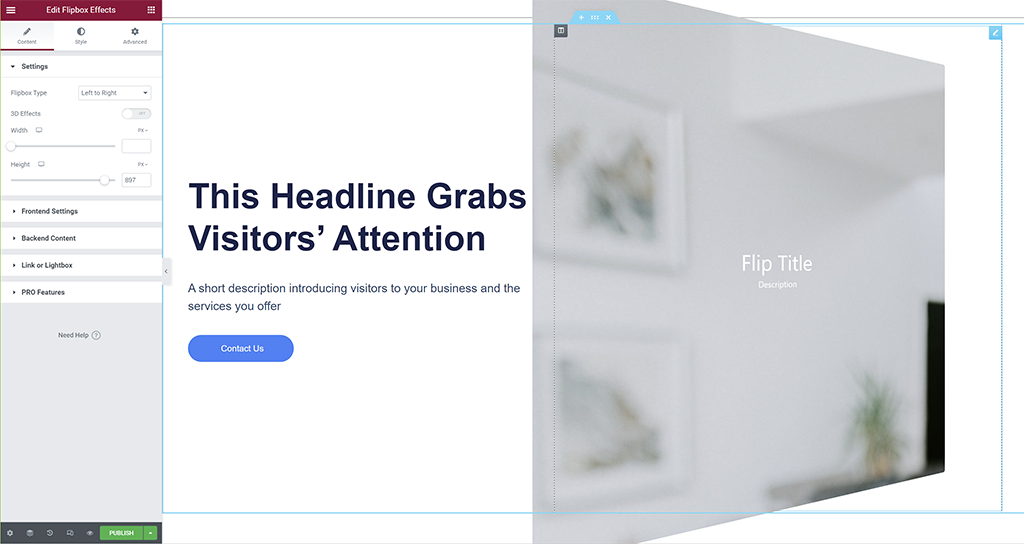 Edit Flipbox Effects
Content
Style
Advanced
Settings
Flipbox Type
Left to Right
3D Effects
Width
PX
Height
PX
897
Frontend Settings
Backend Content
Link or Lightbox
PRO Features
Need Help ?
PUBLISH
This Headline Grabs
Visitors’ Attention
A short description introducing visitors to your business and the
services you offer
Contact Us
Flip Title
Description